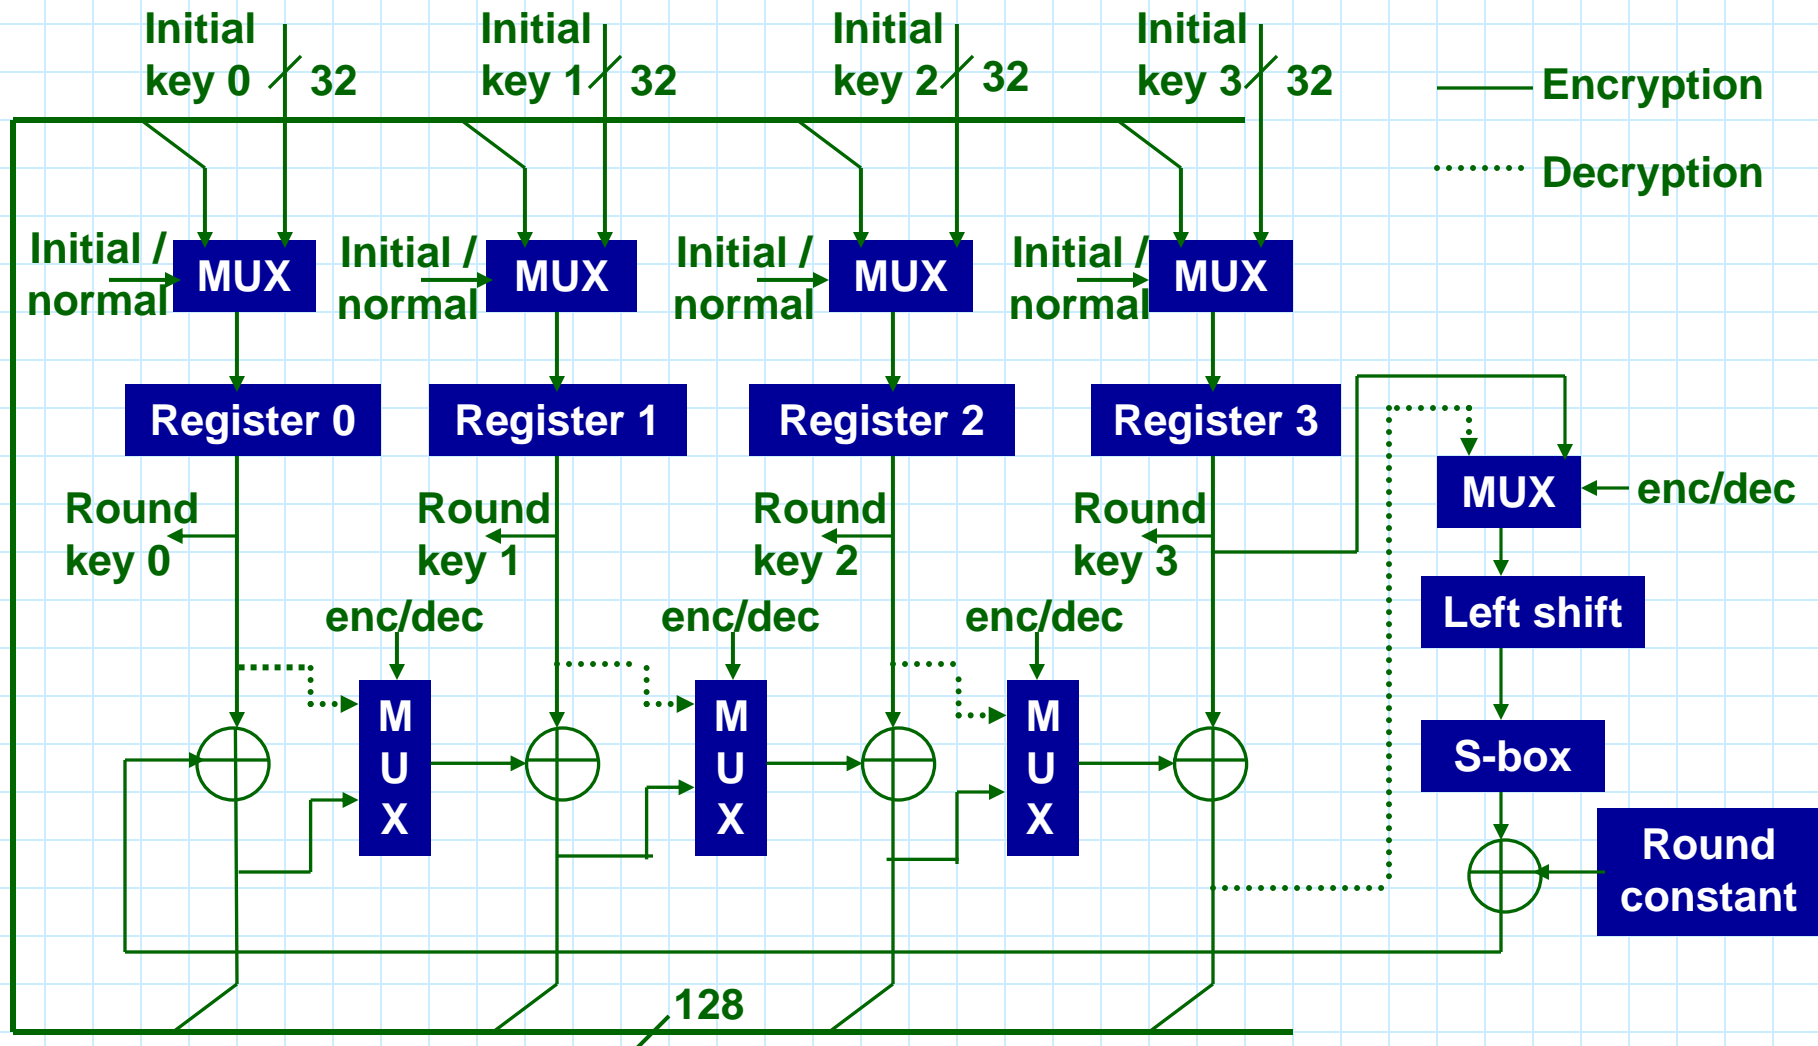 Initial
key 0
32
Initial
key 1
32
Initial
key 2
32
Initial
key 3
32
Encryption
Decryption
Initial /
normal
MUX
Initial /
normal
MUX
Initial /
normal
MUX
Initial /
normal
MUX
Register 0
Register 1
Register 2
Register 3
MUX
enc/dec
Round
key 0
Round
key 1
Round
key 2
Round
key 3
Left shift
enc/dec
enc/dec
enc/dec
M
U
X
M
U
X
M
U
X
S-box
Round
constant
128